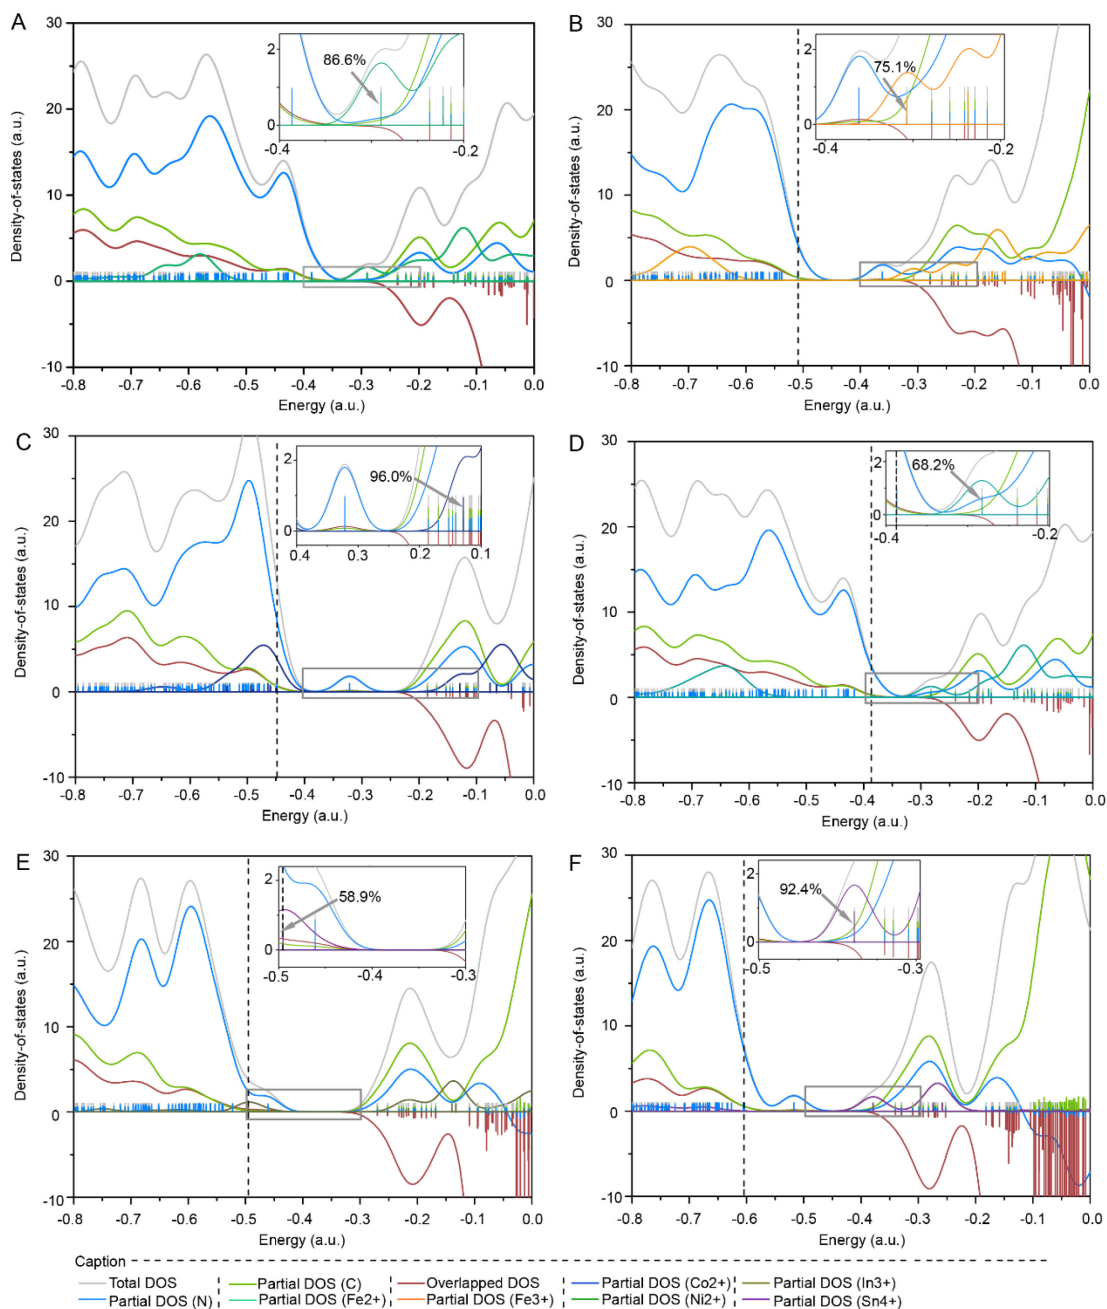 A
B
30
20
10
0
-10
Density-of-states (a.u.)
-0.8 -0.7 -0.6 -0.5 -0.4 -0.3 -0.2 -0.1 0.0
Energy (a.u.)
86.6%
2
0
-0.4 -0.2
30
20
10
0
-10
Density-of-states (a.u.)
-0.8 -0.7 -0.6 -0.5 -0.4 -0.3 -0.2 -0.1 0.0
Energy (a.u.)
75.1%
2
0
-0.4 -0.2
C
D
30
20
10
0
-10
Density-of-states (a.u.)
-0.8 -0.7 -0.6 -0.5 -0.4 -0.3 -0.2 -0.1 0.0
Energy (a.u.)
96.0%
2
0
0.4 0.3 0.2 0.1
30
20
10
0
-10
Density-of-states (a.u.)
-0.8 -0.7 -0.6 -0.5 -0.4 -0.3 -0.2 -0.1 0.0
Energy (a.u.)
68.2%
2
0
-0.4 -0.2
E
F
30
20
10
0
-10
Density-of-states (a.u.)
-0.8 -0.7 -0.6 -0.5 -0.4 -0.3 -0.2 -0.1 0.0
Energy (a.u.)
58.9%
2
0
-0.5 -0.4 -0.3
30
20
10
0
-10
Density-of-states (a.u.)
-0.8 -0.7 -0.6 -0.5 -0.4 -0.3 -0.2 -0.1 0.0
Energy (a.u.)
92.4%
2
0
-0.5 -0.3
Caption
Total DOS Partial DOS (C) Overlapped DOS Partial DOS (Co2+) Partial DOS (In3+)
Partial DOS (N) Partial DOS (Fe2+) Partial DOS (Fe3+) Partial DOS (Ni2+) Partial DOS (Sn4+)